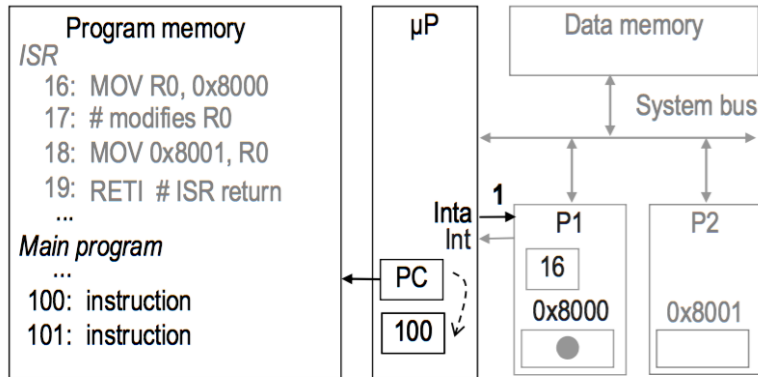 Program memory
ISR
16: MOV R0, 0x8000
17: # modifies R0
18: MOV 0x8001, R0
19: RETI # ISR return
...
Main program
...
100: instruction
101: instruction
µP
Inta
Int
PC
100
1
Data memory
System bus
P1
16
0x8000
P2
0x8001